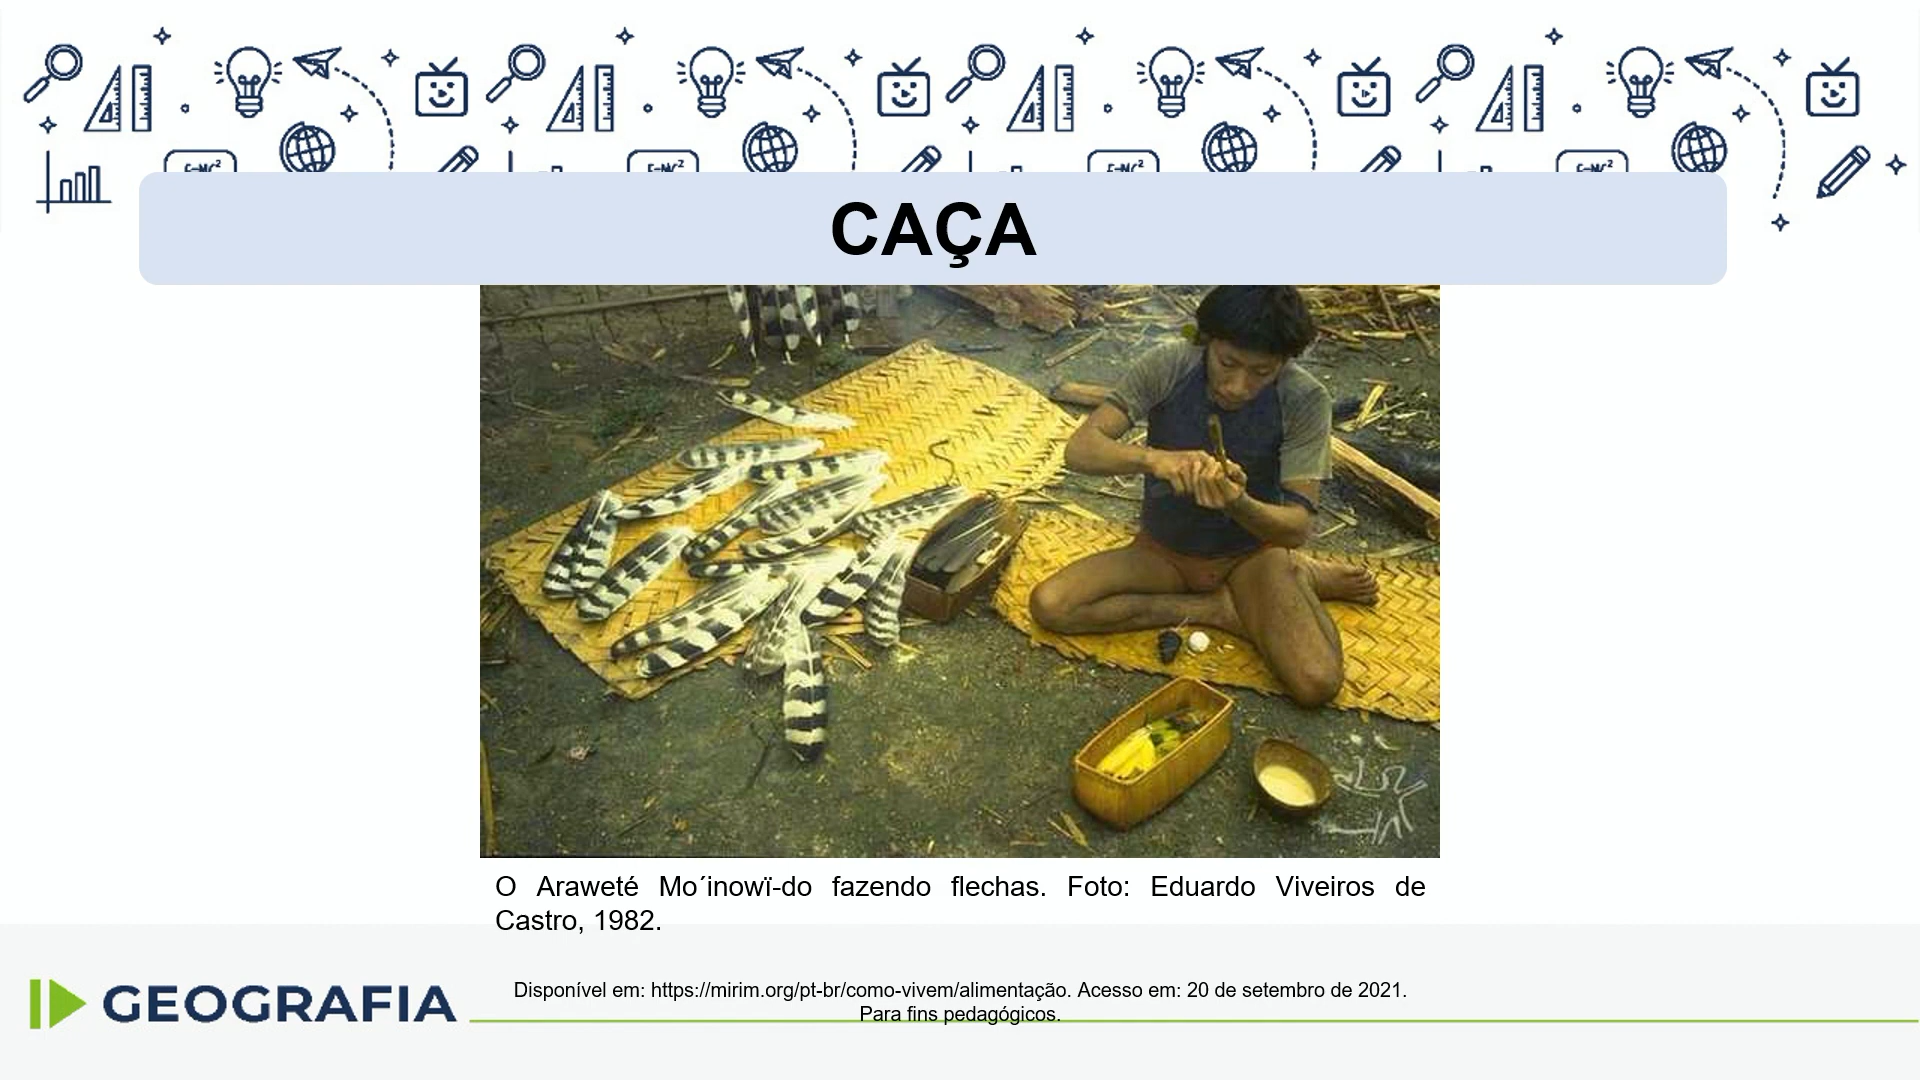 CAÇA
O Araweté Mo´inowï-do fazendo flechas. Foto: Eduardo Viveiros de
Castro, 1982.
GEOGRAFIA
Disponível em: https://mirim.org/pt-br/como-vivem/alimentação. Acesso em: 20 de setembro de 2021.
Para fins pedagógicos.